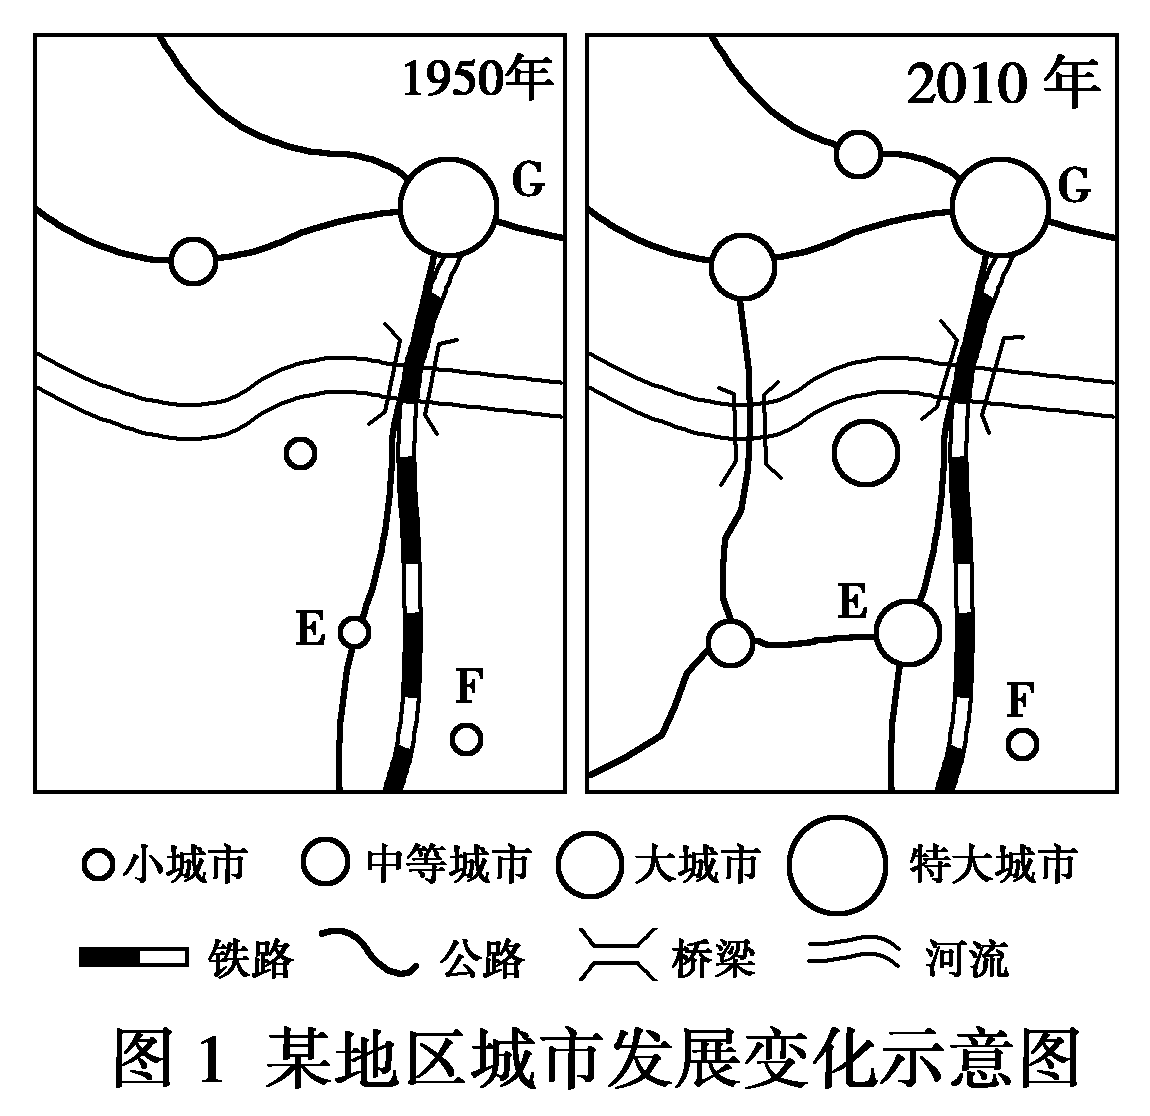 1950年
G
E
F
2010 年
G
E
F
小城市 中等城市 大城市 特大城市
铁路 公路 桥梁 河流
图 1 某地区城市发展变化示意图